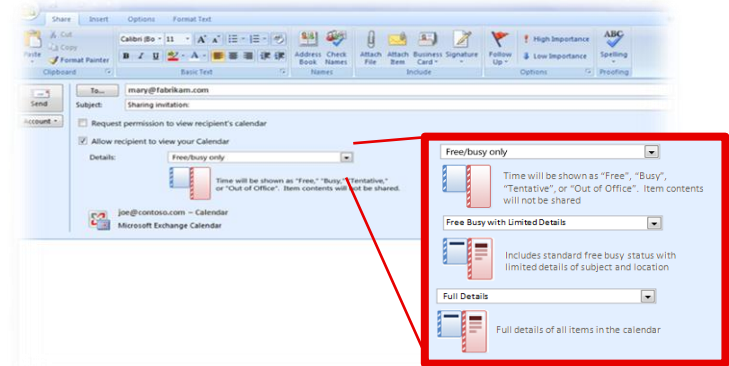 Share Insert Options Format Text
Cut
Copy
Paste Format Painter
Clipboard
Calibri (Bo 11 A A
B I U A
Basic Text
Address Book
Check Names
Names
Attach File
Attach Item
Business Card
Signature
Include
Follow Up
High Importance
Low Importance
Options
ABC
Spelling
Proofing
Send
Account
To... mary@fabrikam.com
Subject: Sharing invitation:
Request permission to view recipient's calendar
Allow recipient to view your Calendar
Details: Free/busy only
Time will be shown as "Free," "Busy," "Tentative,"
or "Out of Office". Item contents will not be shared.
joe@contoso.com – Calendar
Microsoft Exchange Calendar
Free/busy only
Time will be shown as "Free", "Busy",
"Tentative", or "Out of Office". Item contents
will not be shared
Free Busy with Limited Details
Includes standard free busy status with
limited details of subject and location
Full Details
Full details of all items in the calendar